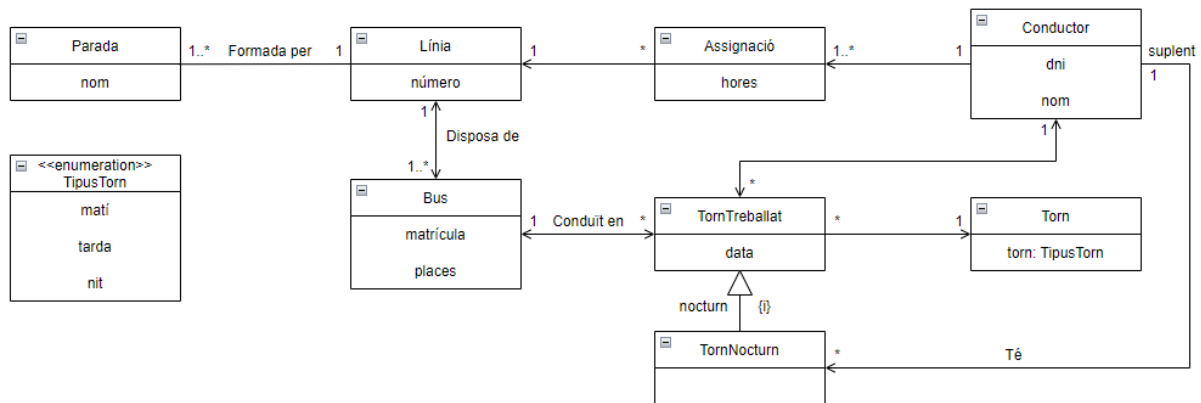 Parada
nom
1..*
Formada per
1
Línia
número
1
*
Assignació
hores
1..*
1
Conductor
dni
nom
suplent
1
1
Disposa de
1..*
<<enumeration>>
TipusTorn
matí
tarda
nit
Bus
matrícula
places
1
Conduït en
*
1
*
TornTreballat
data
*
1
Torn
torn: TipusTorn
nocturn
{i}
TornNocturn
*
Té